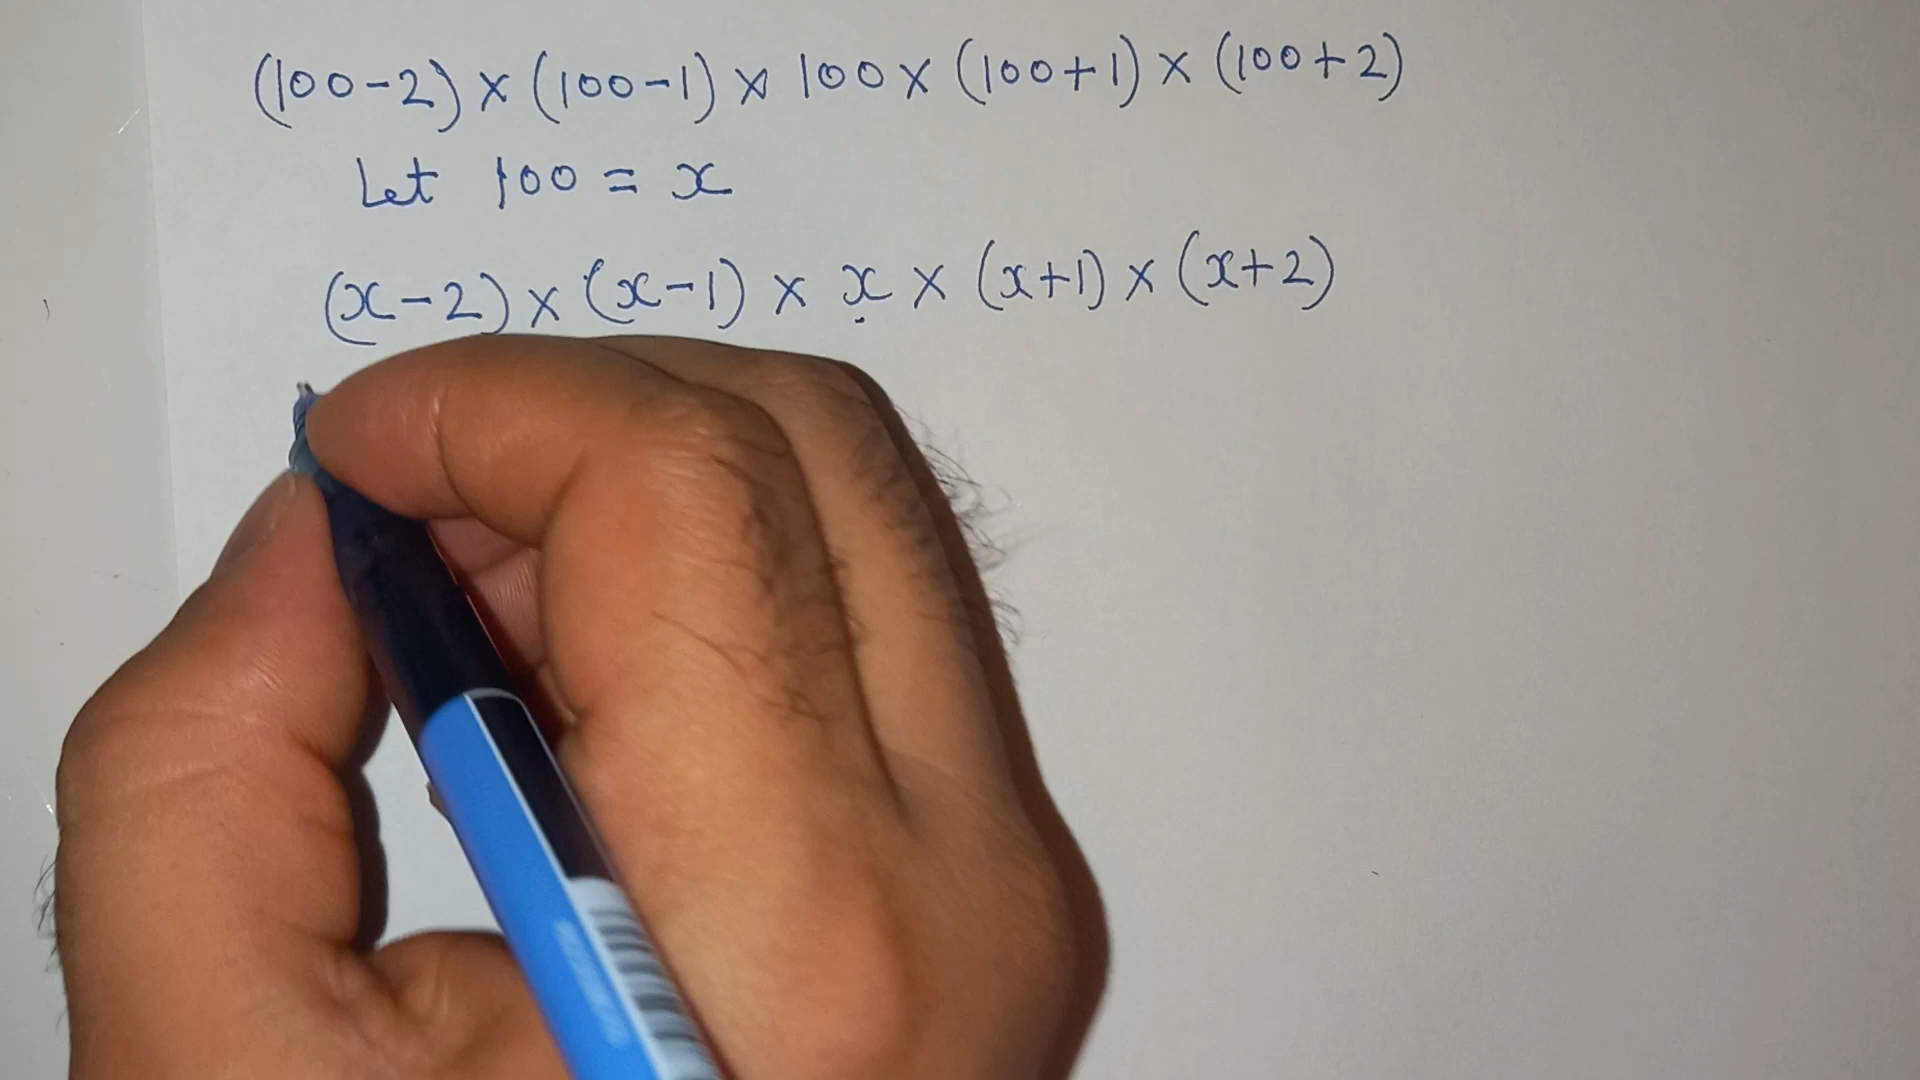 (100-2) × (100-1) × 100 × (100+1) × (100+2)
Let 100 = x
(x-2) × (x-1) × x × (x+1) × (x+2)